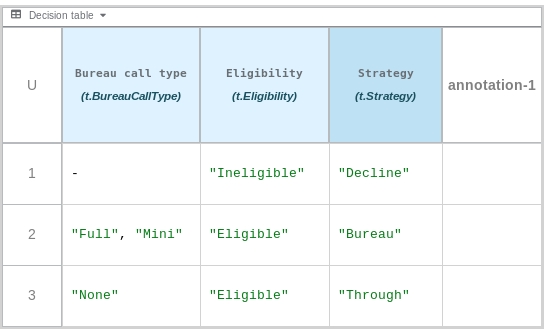 Decision table
U Bureau call type Eligibility Strategy annotation-1
(t.BureauCallType) (t.Eligibility) (t.Strategy)
1 - "Ineligible" "Decline"
2 "Full", "Mini" "Eligible" "Bureau"
3 "None" "Eligible" "Through"